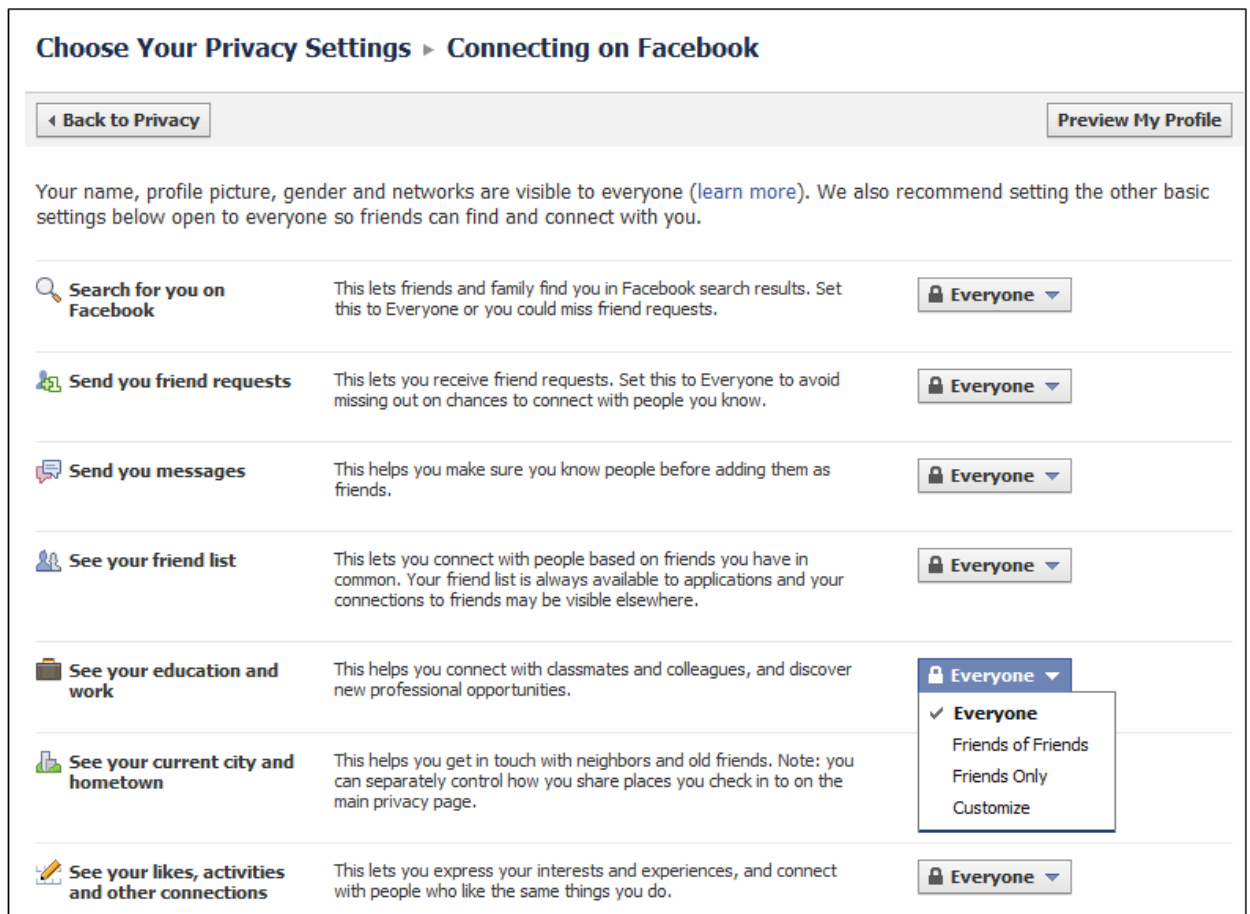 Choose Your Privacy Settings ▸ Connecting on Facebook
Back to Privacy
Preview My Profile
Your name, profile picture, gender and networks are visible to everyone (learn more). We also recommend setting the other basic
settings below open to everyone so friends can find and connect with you.
Search for you on
Facebook
This lets friends and family find you in Facebook search results. Set
this to Everyone or you could miss friend requests.
Everyone
Send you friend requests
This lets you receive friend requests. Set this to Everyone to avoid
missing out on chances to connect with people you know.
Everyone
Send you messages
This helps you make sure you know people before adding them as
friends.
Everyone
See your friend list
This lets you connect with people based on friends you have in
common. Your friend list is always available to applications and your
connections to friends may be visible elsewhere.
Everyone
See your education and
work
This helps you connect with classmates and colleagues, and discover
new professional opportunities.
Everyone
Everyone
Friends of Friends
Friends Only
Customize
See your current city and
hometown
This helps you get in touch with neighbors and old friends. Note: you
can separately control how you share places you check in to on the
main privacy page.
See your likes, activities
and other connections
This lets you express your interests and experiences, and connect
with people who like the same things you do.
Everyone